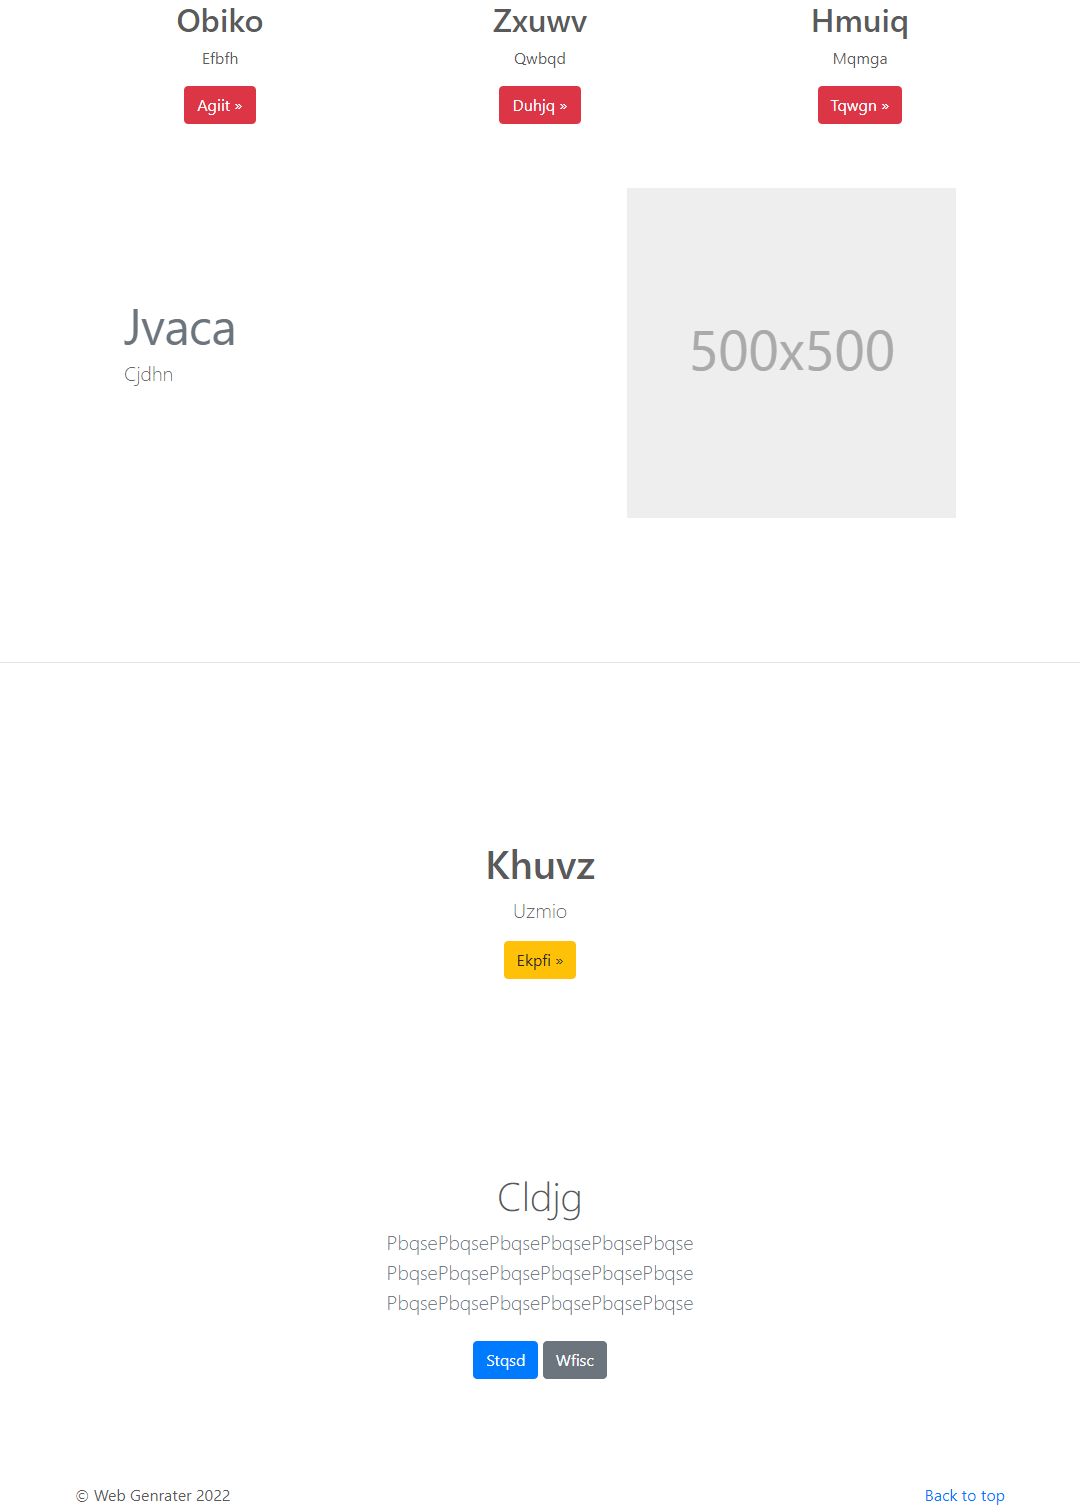 Obiko
Zxuwv
Hmuiq
Efbfh
Qwbqd
Mqmga
Agiit »
Duhjq »
Tqwgn »
Jvaca
Cjdhn
500x500
Khuvz
Uzmio
Ekpfi »
Cldjg
PbqsePbqsePbqsePbqsePbqsePbqse
PbqsePbqsePbqsePbqsePbqsePbqse
PbqsePbqsePbqsePbqsePbqsePbqse
Stqsd
Wfisc
© Web Genrater 2022
Back to top